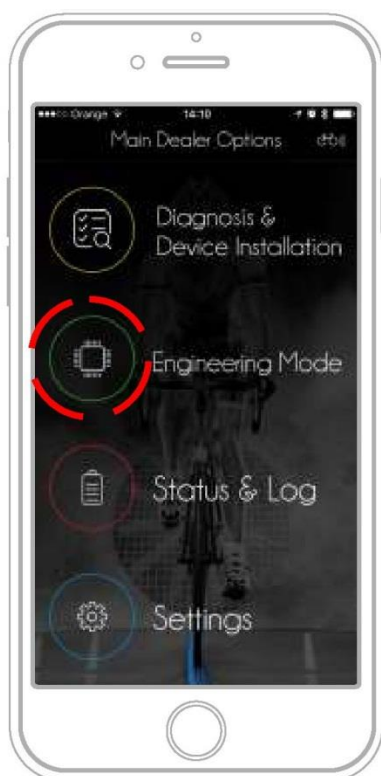 Orange 14:10
Main Dealer Options
Diagnosis &
Device Installation
Engineering Mode
Status & Log
Settings